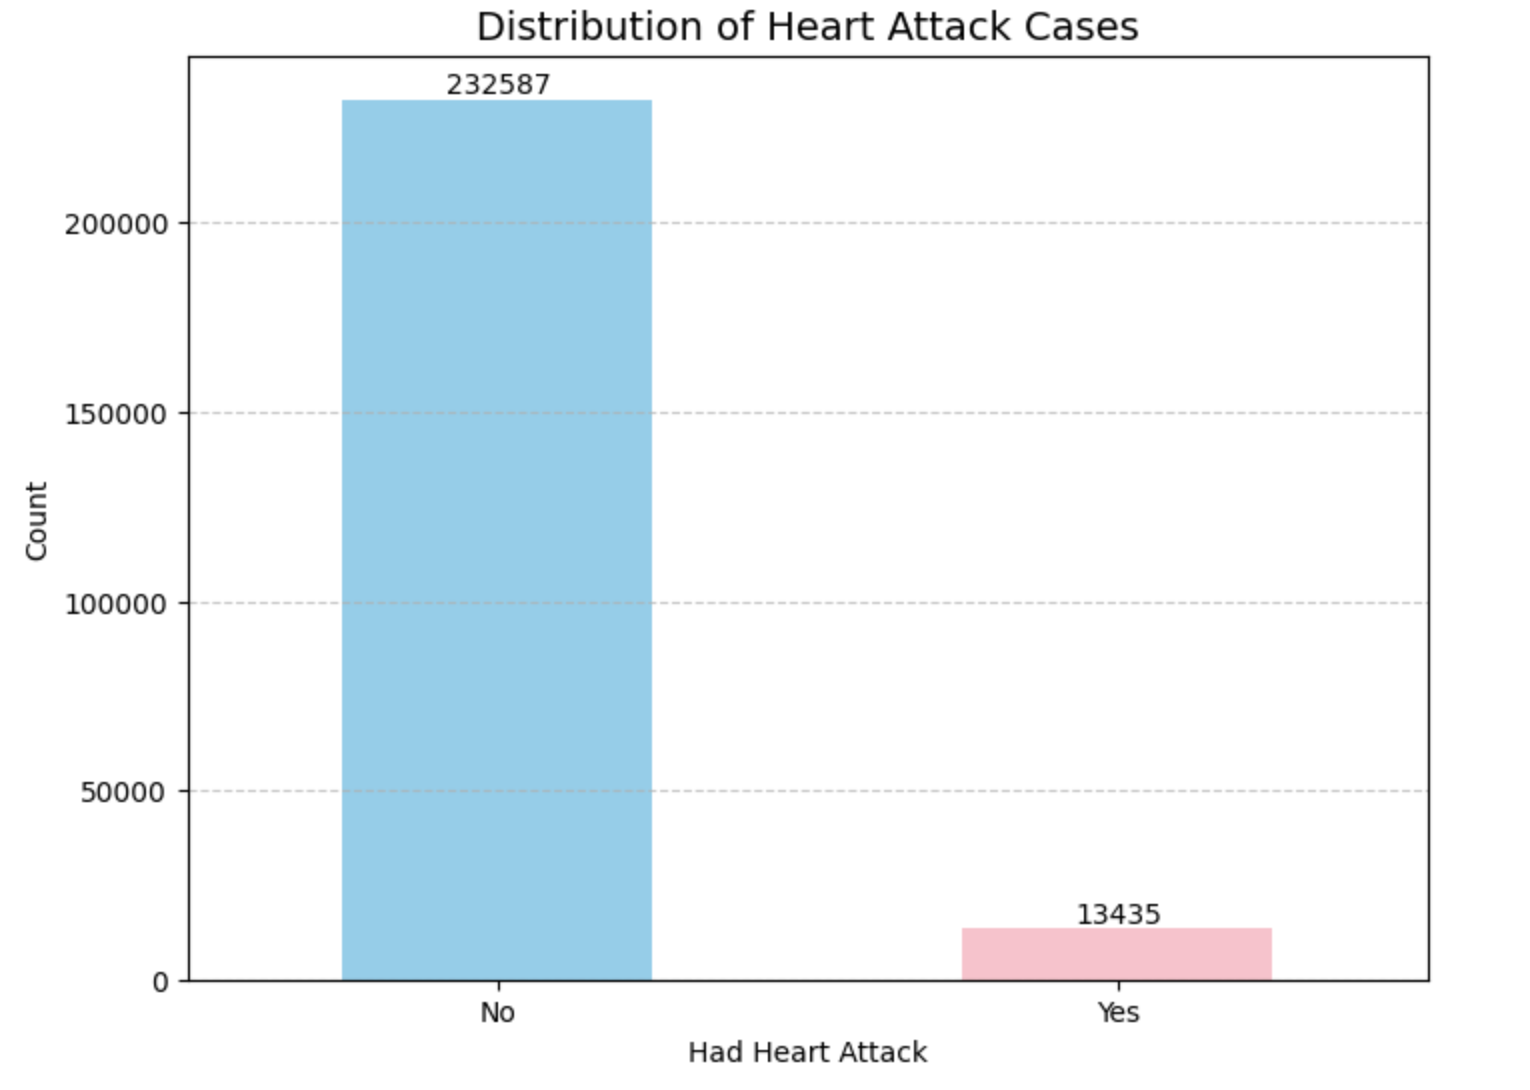 Distribution of Heart Attack Cases
232587
200000
150000
100000
50000
0
Count
13435
No
Yes
Had Heart Attack